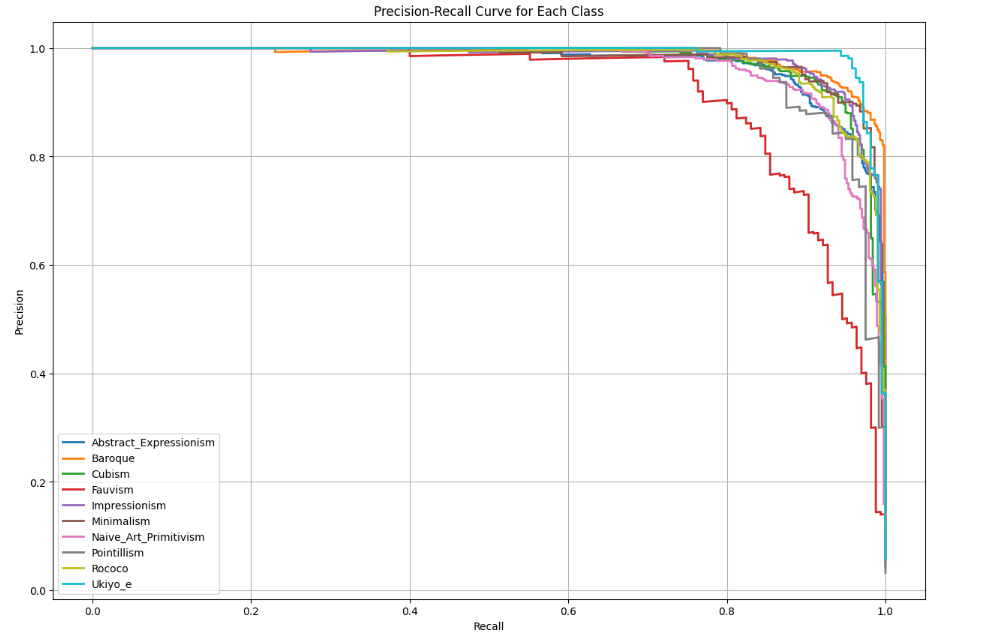 Precision-Recall Curve for Each Class
1.0
0.8
0.6
0.4
0.2
0.0
Precision
Abstract_Expressionism
Baroque
Cubism
Fauvism
Impressionism
Minimalism
Naive_Art_Primitivism
Pointillism
Rococo
Ukiyo_e
0.0 0.2 0.4 0.6 0.8 1.0
Recall